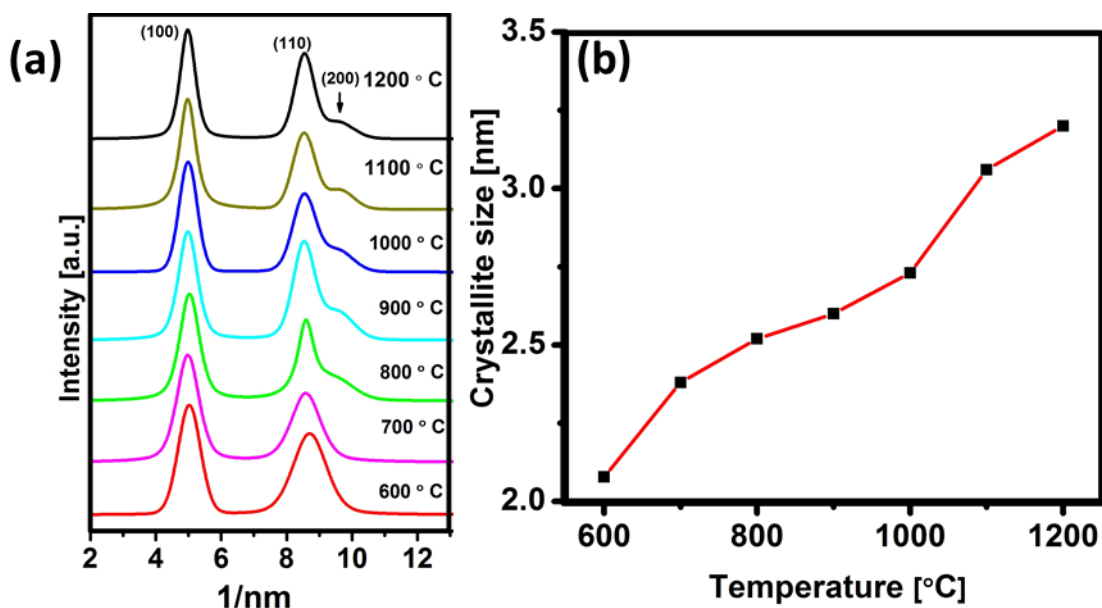 (a)
(100)
(110)
(200)
1200 ° C
1100 ° C
1000 ° C
900 ° C
800 ° C
700 ° C
600 ° C
Intensity [a.u.]
2 4 6 8 10 12
1/nm
(b)
3.5
3.0
2.5
2.0
Crystallite size [nm]
600 800 1000 1200
Temperature [°C]